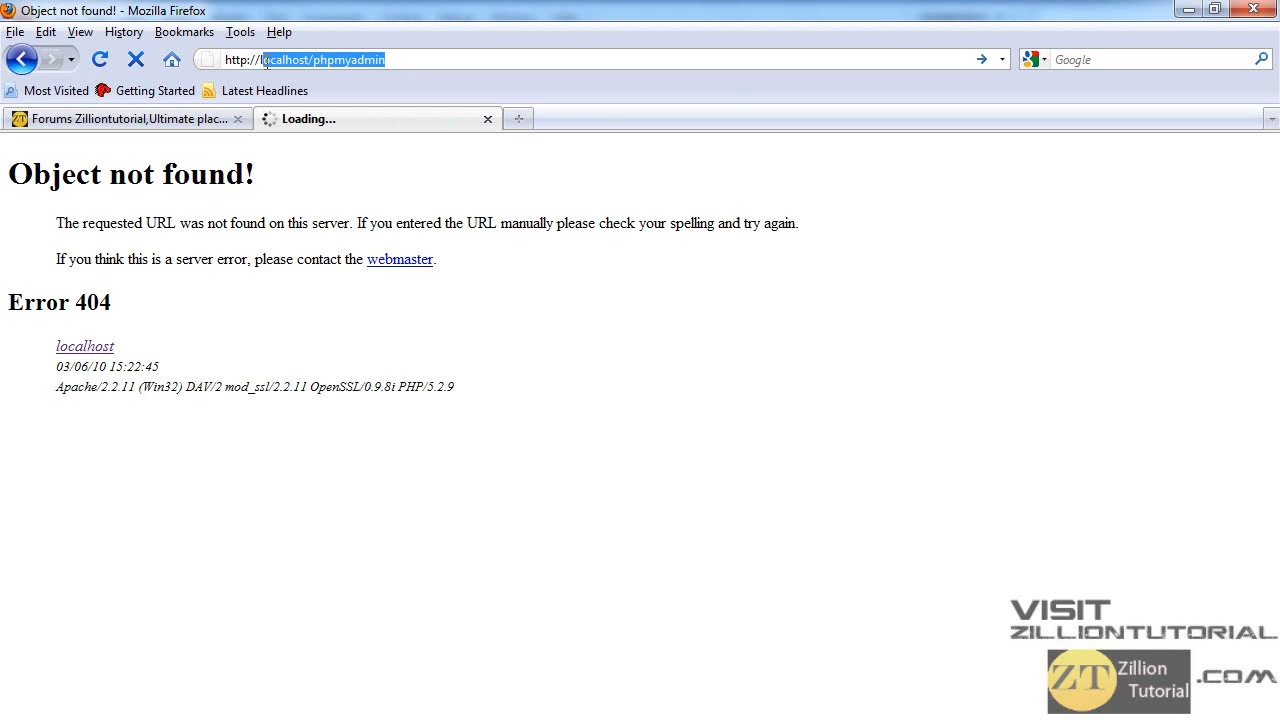 Object not found! - Mozilla Firefox
File Edit View History Bookmarks Tools Help
http://localhost/phpmyadmin
Google
Most Visited Getting Started Latest Headlines
ZT Forums Zilliontutorial,Ultimate plac...
Loading...
Object not found!
The requested URL was not found on this server. If you entered the URL manually please check your spelling and try again.
If you think this is a server error, please contact the webmaster.
Error 404
localhost
03/06/10 15:22:45
Apache/2.2.11 (Win32) DAV/2 mod_ssl/2.2.11 OpenSSL/0.9.8i PHP/5.2.9
VISIT
ZILLIONTUTORIAL
ZT Zillion Tutorial .COM